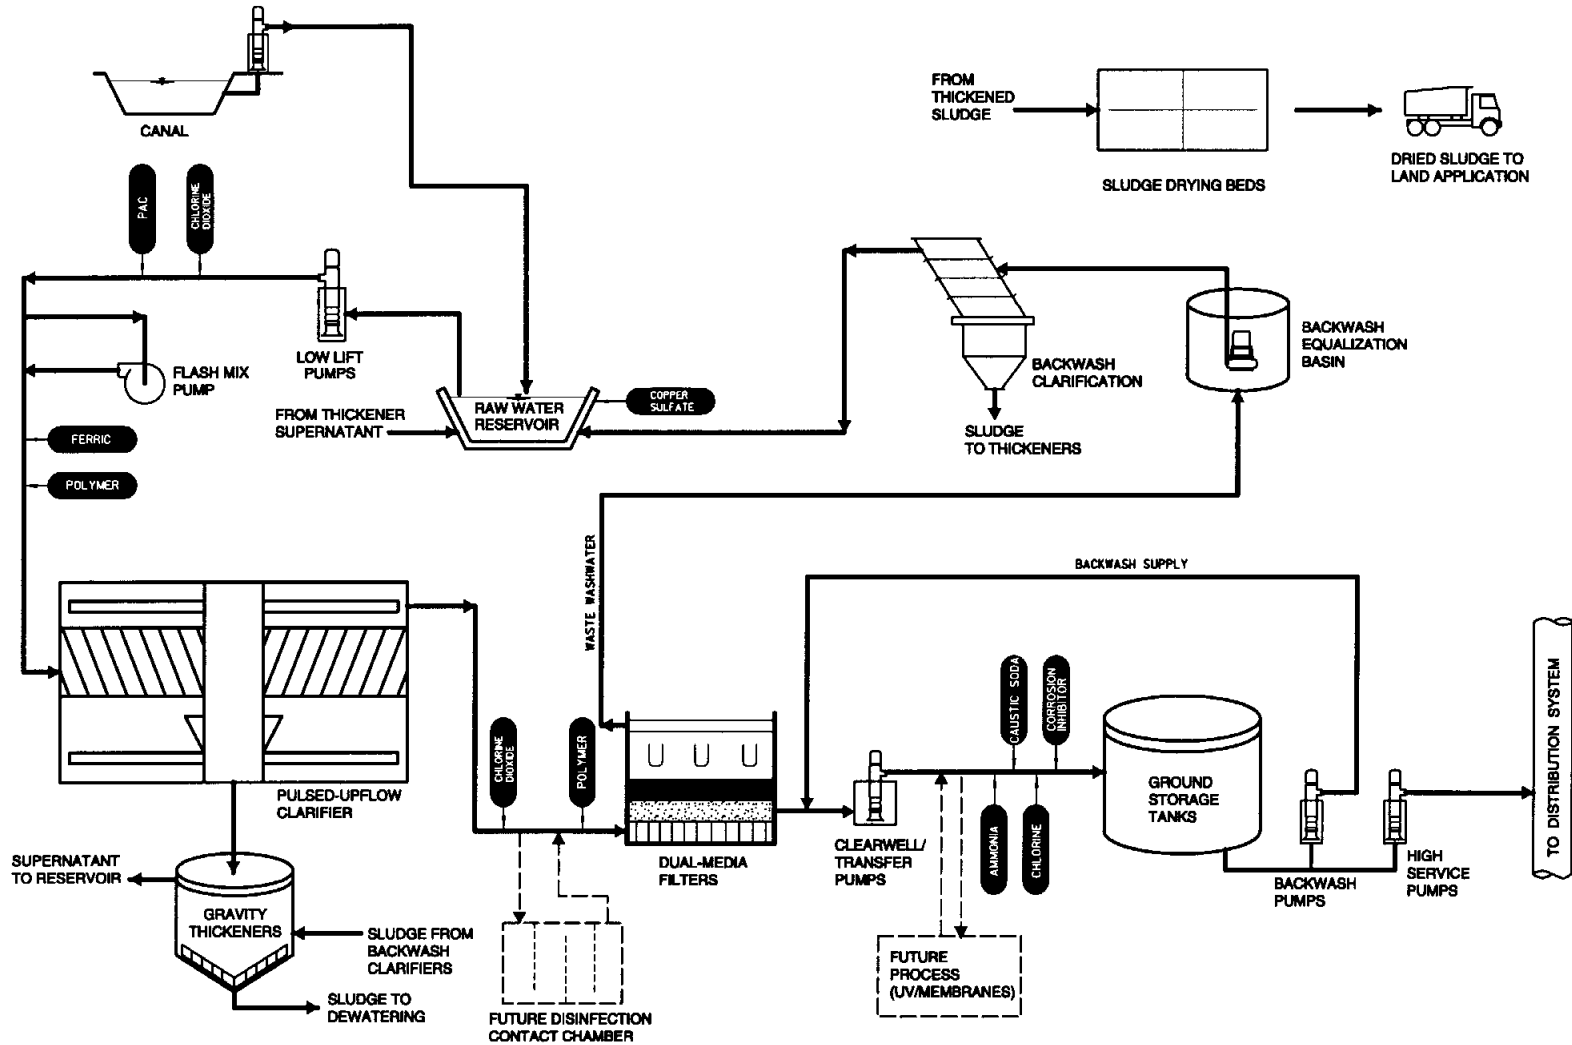 CANAL
FROM
THICKENED
SLUDGE
SLUDGE DRYING BEDS
DRIED SLUDGE TO
LAND APPLICATION
PAC
CHLORINE
DIOXIDE
LOW LIFT
PUMPS
FLASH MIX
PUMP
FERRIC
POLYMER
FROM THICKENER
SUPERNATANT
RAW WATER
RESERVOIR
COPPER
SULFATE
BACKWASH
CLARIFICATION
SLUDGE
TO THICKENERS
BACKWASH
EQUALIZATION
BASIN
WASTE WASHWATER
BACKWASH SUPPLY
PULSED-UPFLOW
CLARIFIER
CHLORINE
DIOXIDE
POLYMER
DUAL-MEDIA
FILTERS
CLEARWELL/
TRANSFER
PUMPS
CAUSTIC SODA
CORROSION
INHIBITOR
AMMONIA
CHLORINE
GROUND
STORAGE
TANKS
BACKWASH
PUMPS
HIGH
SERVICE
PUMPS
TO DISTRIBUTION SYSTEM
SUPERNATANT
TO RESERVOIR
GRAVITY
THICKENERS
SLUDGE FROM
BACKWASH
CLARIFIERS
SLUDGE TO
DEWATERING
FUTURE DISINFECTION
CONTACT CHAMBER
FUTURE
PROCESS
(UV/MEMBRANES)